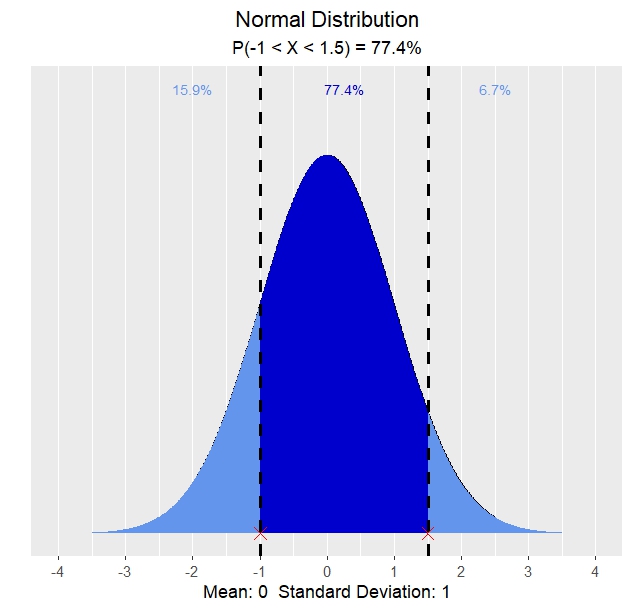 Normal Distribution
P(-1 < X < 1.5) = 77.4%
15.9% 77.4% 6.7%
-4 -3 -2 -1 0 1 2 3 4
Mean: 0 Standard Deviation: 1